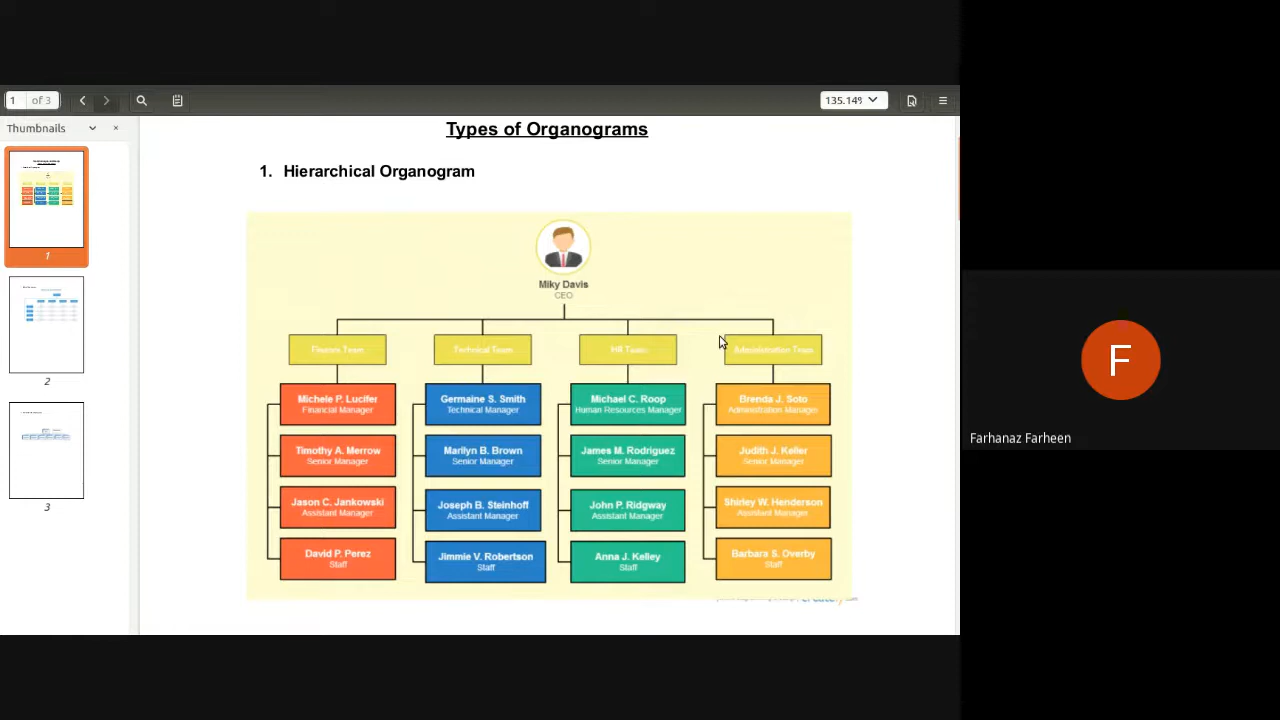 1 of 3
135.14%
Thumbnails
1
2
3
Types of Organograms
1. Hierarchical Organogram
Miky Davis
CEO
Finance Team
Technical Team
HR Team
Administration Team
Michele P. Lucifer
Financial Manager
Germaine S. Smith
Technical Manager
Michael C. Roop
Human Resources Manager
Brenda J. Soto
Administration Manager
Timothy A. Merrow
Senior Manager
Marilyn B. Brown
Senior Manager
James M. Rodriguez
Senior Manager
Judith J. Keller
Senior Manager
Jason C. Jankowski
Assistant Manager
Joseph B. Steinhoff
Assistant Manager
John P. Ridgway
Assistant Manager
Shirley W. Henderson
Assistant Manager
David P. Perez
Staff
Jimmie V. Robertson
Staff
Anna J. Kelley
Staff
Barbara S. Overby
Staff
F
Farhanaz Farheen